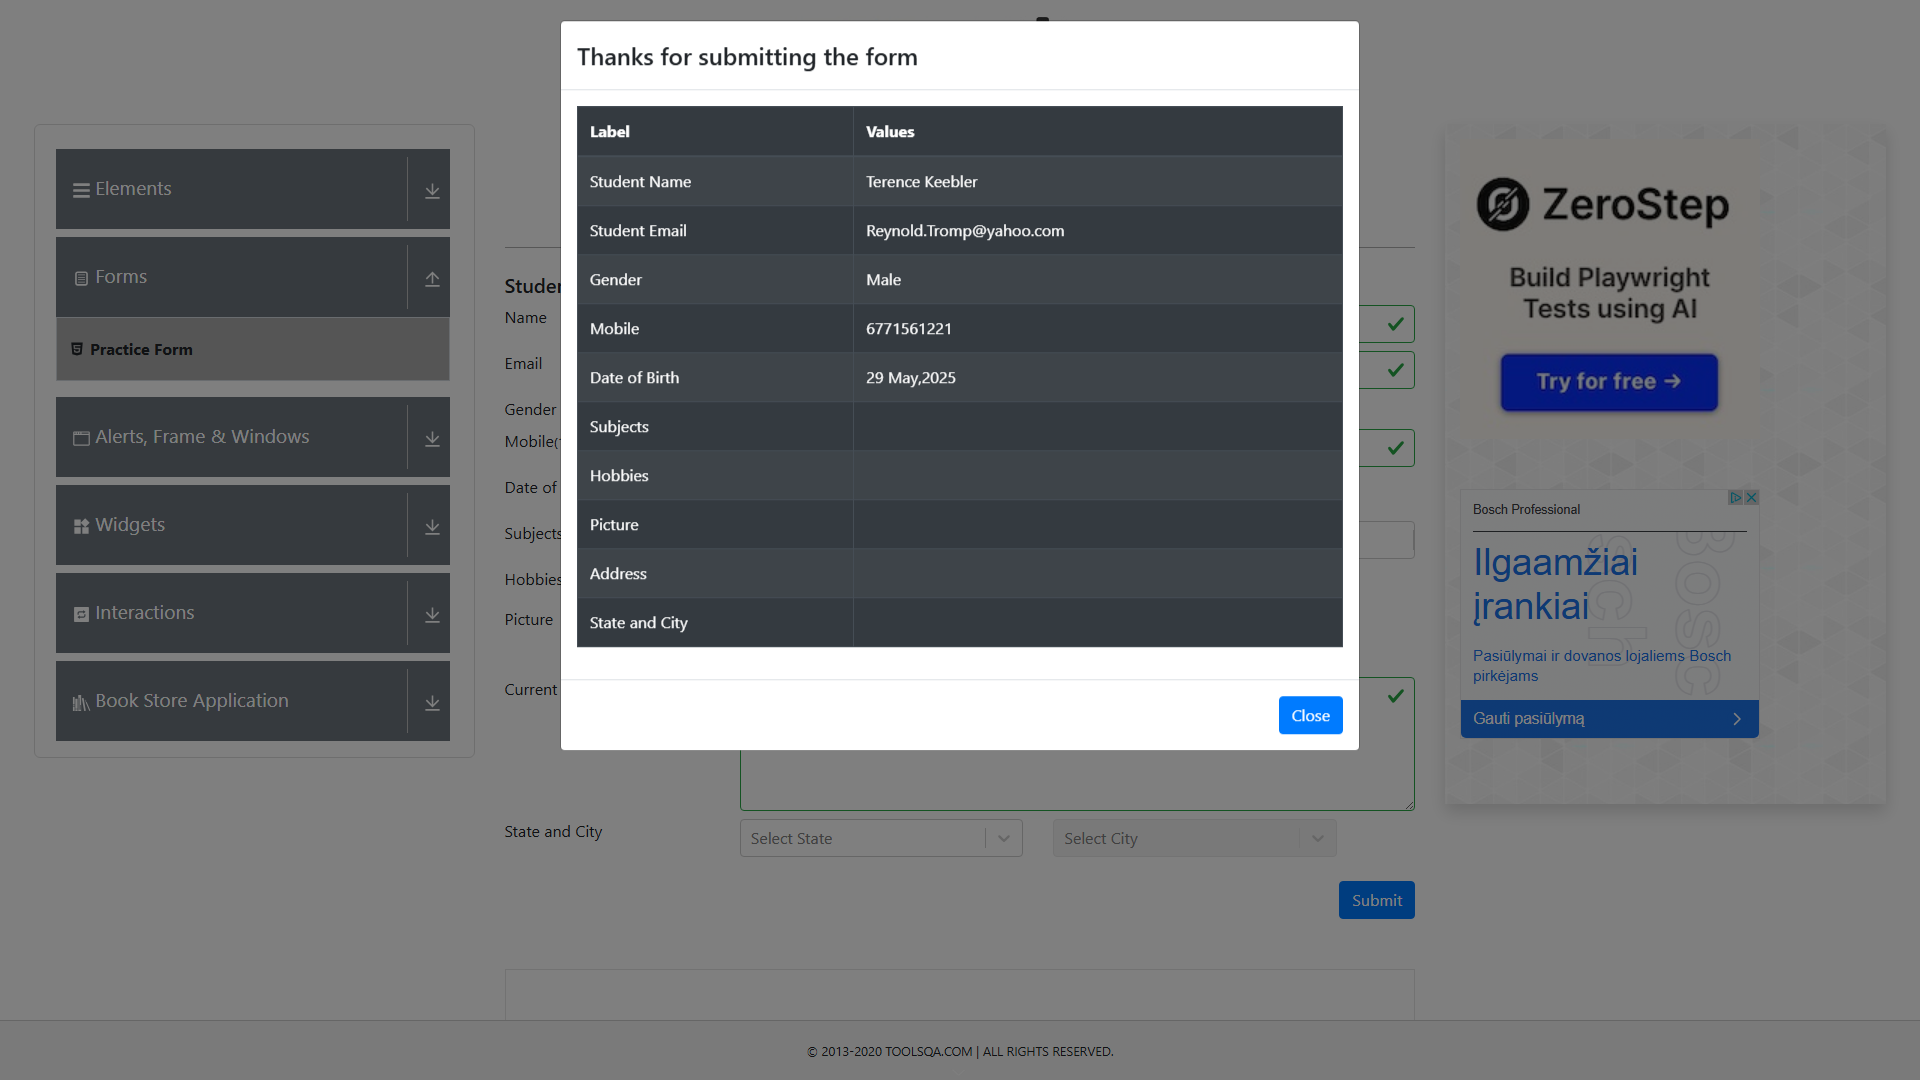 Thanks for submitting the form
Label Values
Student Name Terence Keebler
Student Email Reynold.Tromp@yahoo.com
Gender Male
Mobile 6771561221
Date of Birth 29 May,2025
Subjects
Hobbies
Picture
Address
State and City
Close
Elements
Forms
Practice Form
Alerts, Frame & Windows
Widgets
Interactions
Book Store Application
Name
Email
Gender
Date of
Subjects
Hobbies
Picture
Current
State and City
Select State
Select City
Submit
ZeroStep
Build Playwright
Tests using AI
Try for free →
Bosch Professional
Ilgaamžiai
įrankiai
Pasiūlymai ir dovanos lojaliems Bosch
pirkėjams
Gauti pasiūlymą
© 2013-2020 TOOLSQA.COM | ALL RIGHTS RESERVED.